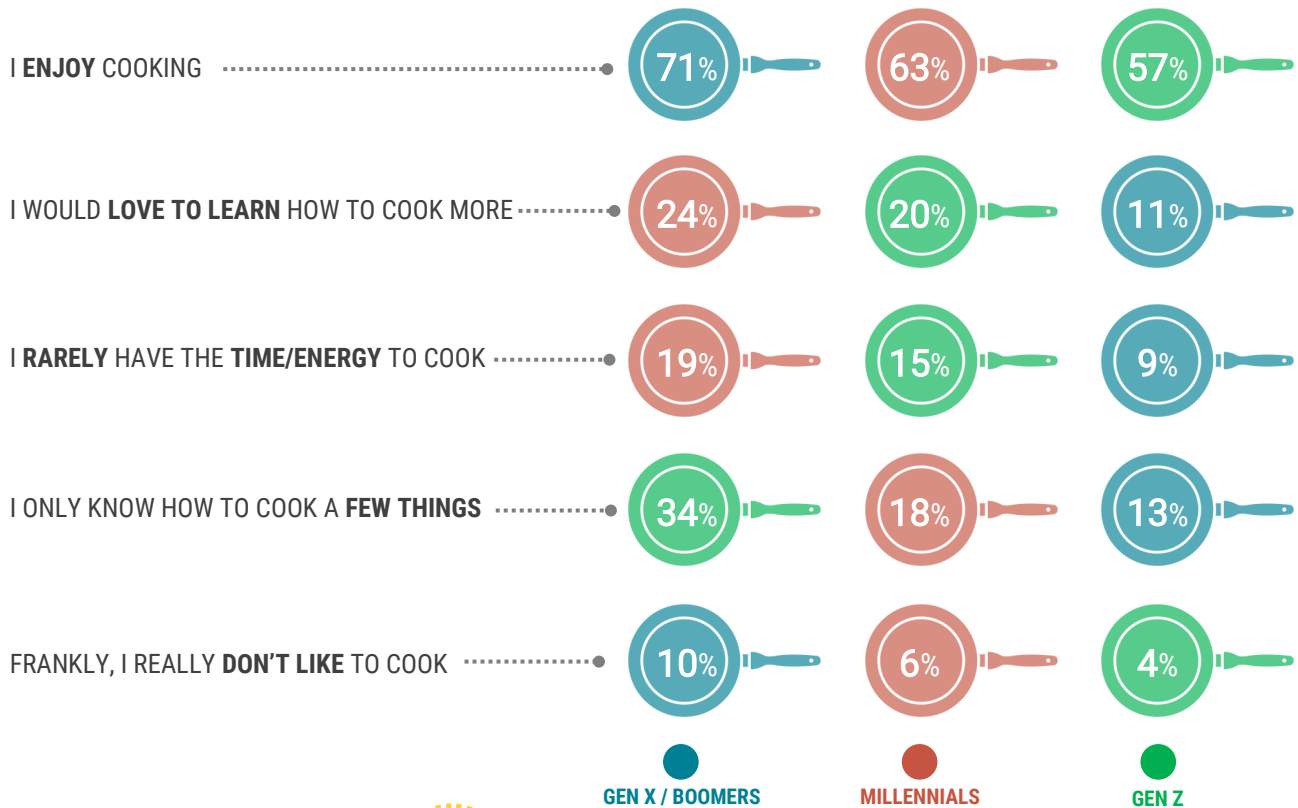 I ENJOY COOKING 71% 63% 57%
I WOULD LOVE TO LEARN HOW TO COOK MORE 24% 20% 11%
I RARELY HAVE THE TIME/ENERGY TO COOK 19% 15% 9%
I ONLY KNOW HOW TO COOK A FEW THINGS 34% 18% 13%
FRANKLY, I REALLY DON'T LIKE TO COOK 10% 6% 4%
GEN X / BOOMERS MILLENNIALS GEN Z